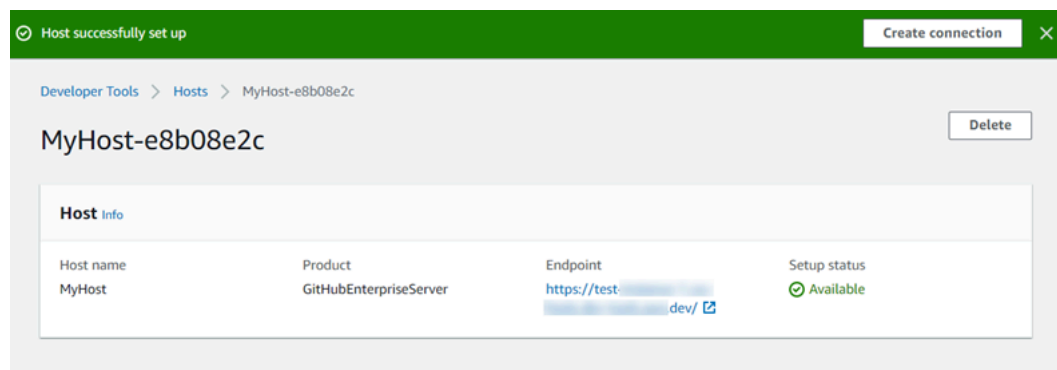 Host successfully set up
Create connection
Developer Tools > Hosts > MyHost-e8b08e2c
MyHost-e8b08e2c
Delete
Host Info
Host name
Product
Endpoint
Setup status
MyHost
GitHubEnterpriseServer
https://test-
dev/
Available